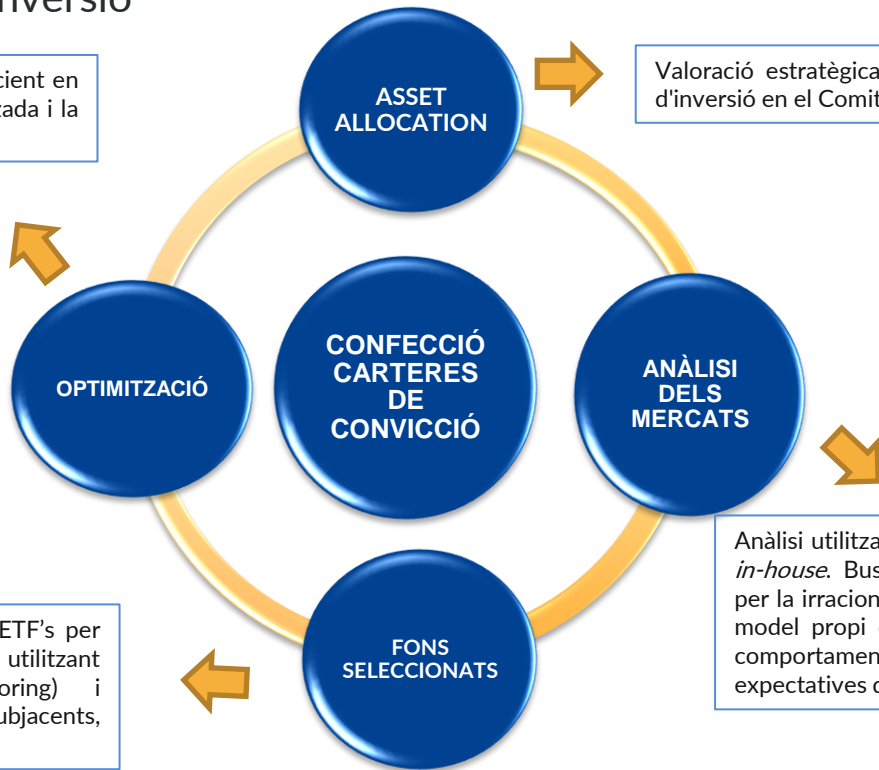 nversió
cient en
zada i la
ASSET
ALLOCATION
Valoració estratègica
d'inversió en el Comit
OPTIMITZACIÓ
CONFECCIÓ
CARTERES
DE
CONVICCIÓ
ANÀLISI
DELS
MERCATS
Anàlisi utilitza
in-house. Bus
per la irracion
model propi
comportamen
expectatives
ETF's per
utilitzant
oring) i
ubjacents,
FONS
SELECCIONATS